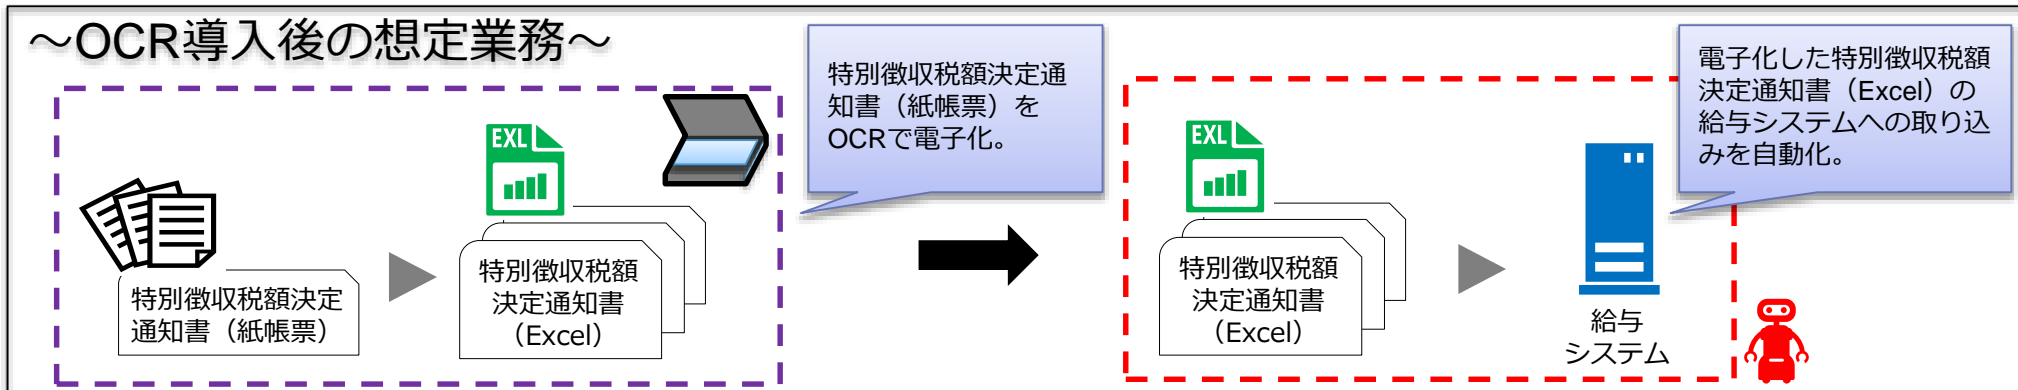 ～OCR導入後の想定業務～
特別徴収税額決定通
知書（紙帳票）を
OCRで電子化。
電子化した特別徴収税額
決定通知書（Excel）の
給与システムへの取り込
みを自動化。
EXL
特別徴収税額決定
通知書（紙帳票）
特別徴収税額
決定通知書
（Excel）
EXL
特別徴収税額
決定通知書
（Excel）
給与
システム